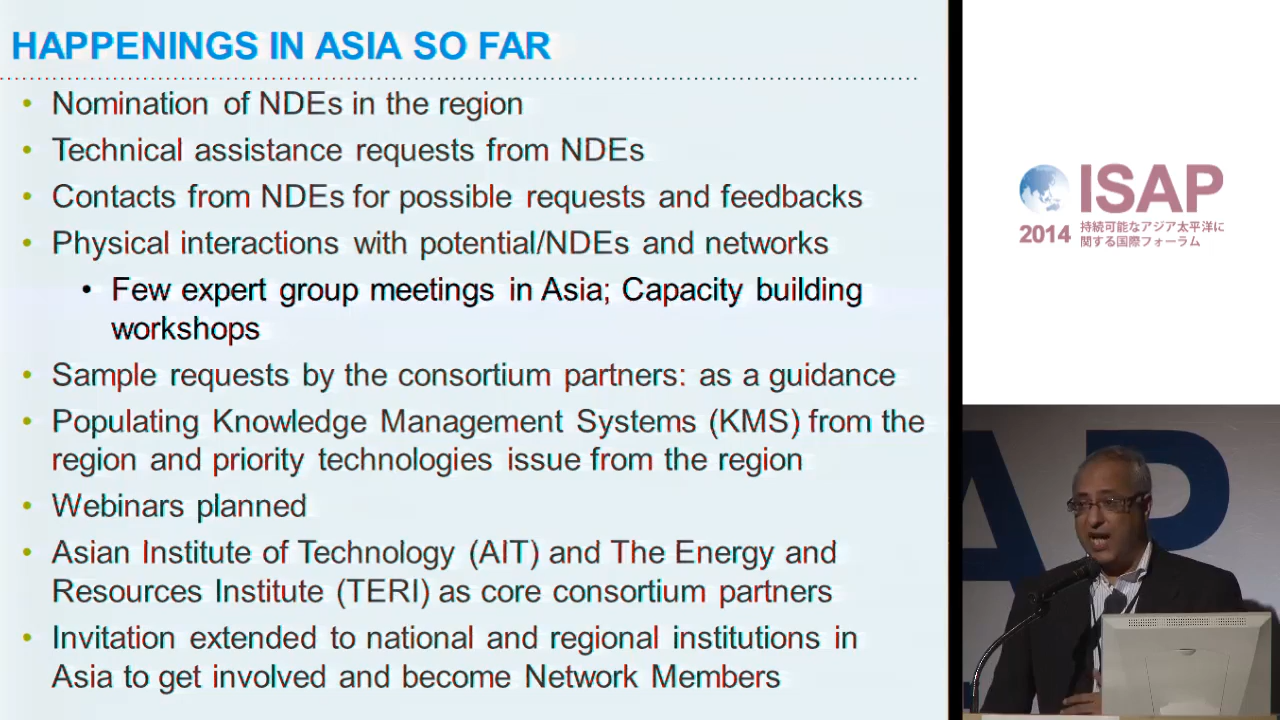 HAPPENINGS IN ASIA SO FAR
• Nomination of NDEs in the region
• Technical assistance requests from NDEs
• Contacts from NDEs for possible requests and feedbacks
• Physical interactions with potential/NDEs and networks
• Few expert group meetings in Asia; Capacity building
workshops
• Sample requests by the consortium partners: as a guidance
• Populating Knowledge Management Systems (KMS) from the
region and priority technologies issue from the region
• Webinars planned
• Asian Institute of Technology (AIT) and The Energy and
Resources Institute (TERI) as core consortium partners
• Invitation extended to national and regional institutions in
Asia to get involved and become Network Members
ISAP
2014 持続可能なアジア太平洋に
関する国際フォーラム
AP